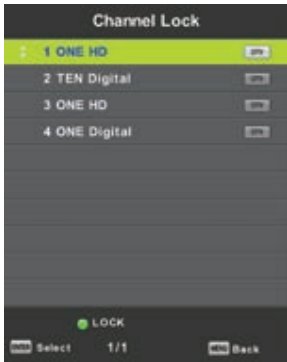 Channel Lock
1 ONE HD
2 TEN Digital
3 ONE HD
4 ONE Digital
LOCK
Select 1/1 Back